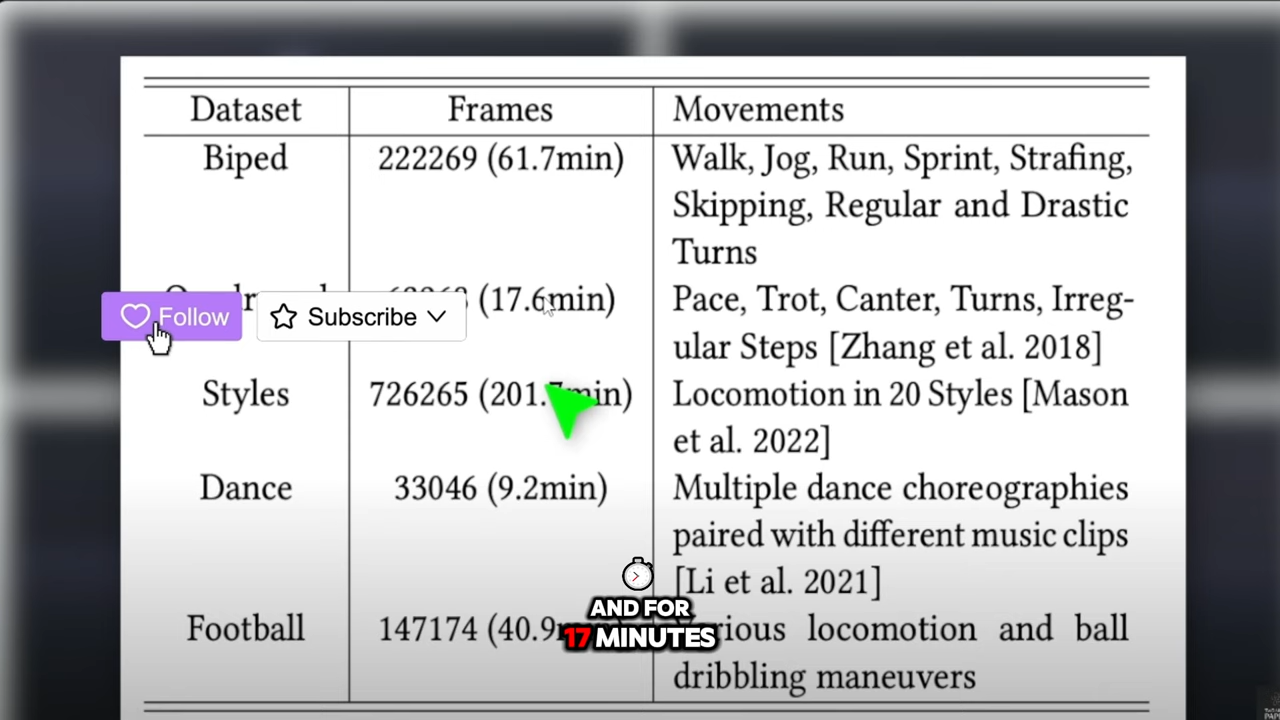 Dataset Frames Movements
Biped 222269 (61.7min) Walk, Jog, Run, Sprint, Strafing,
Skipping, Regular and Drastic
Turns
(17.6min) Pace, Trot, Canter, Turns, Irreg-
Follow Subscribe
ular Steps [Zhang et al. 2018]
Styles 726265 Locomotion in 20 Styles [Mason
et al. 2022]
Dance 33046 (9.2min) Multiple dance choreographies
paired with different music clips
[Li et al. 2021]
AND FOR
17 MINUTES
Football 147174 (40.9 locomotion and ball
dribbling maneuvers